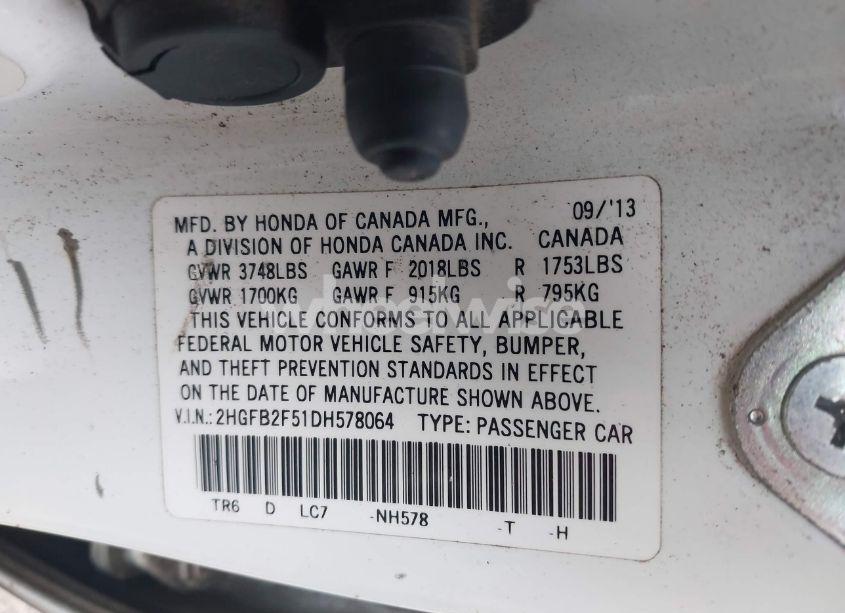 MFD. BY HONDA OF CANADA MFG., 09/'13
A DIVISION OF HONDA CANADA INC. CANADA
GVWR 3748LBS GAWR F 2018LBS R 1753LBS
GVWR 1700KG GAWR F 915KG R 795KG
THIS VEHICLE CONFORMS TO ALL APPLICABLE
FEDERAL MOTOR VEHICLE SAFETY, BUMPER,
AND THEFT PREVENTION STANDARDS IN EFFECT
ON THE DATE OF MANUFACTURE SHOWN ABOVE.
V.I.N.: 2HGFB2F51DH578064 TYPE: PASSENGER CAR
TR6 D LC7 -NH578 -T -H